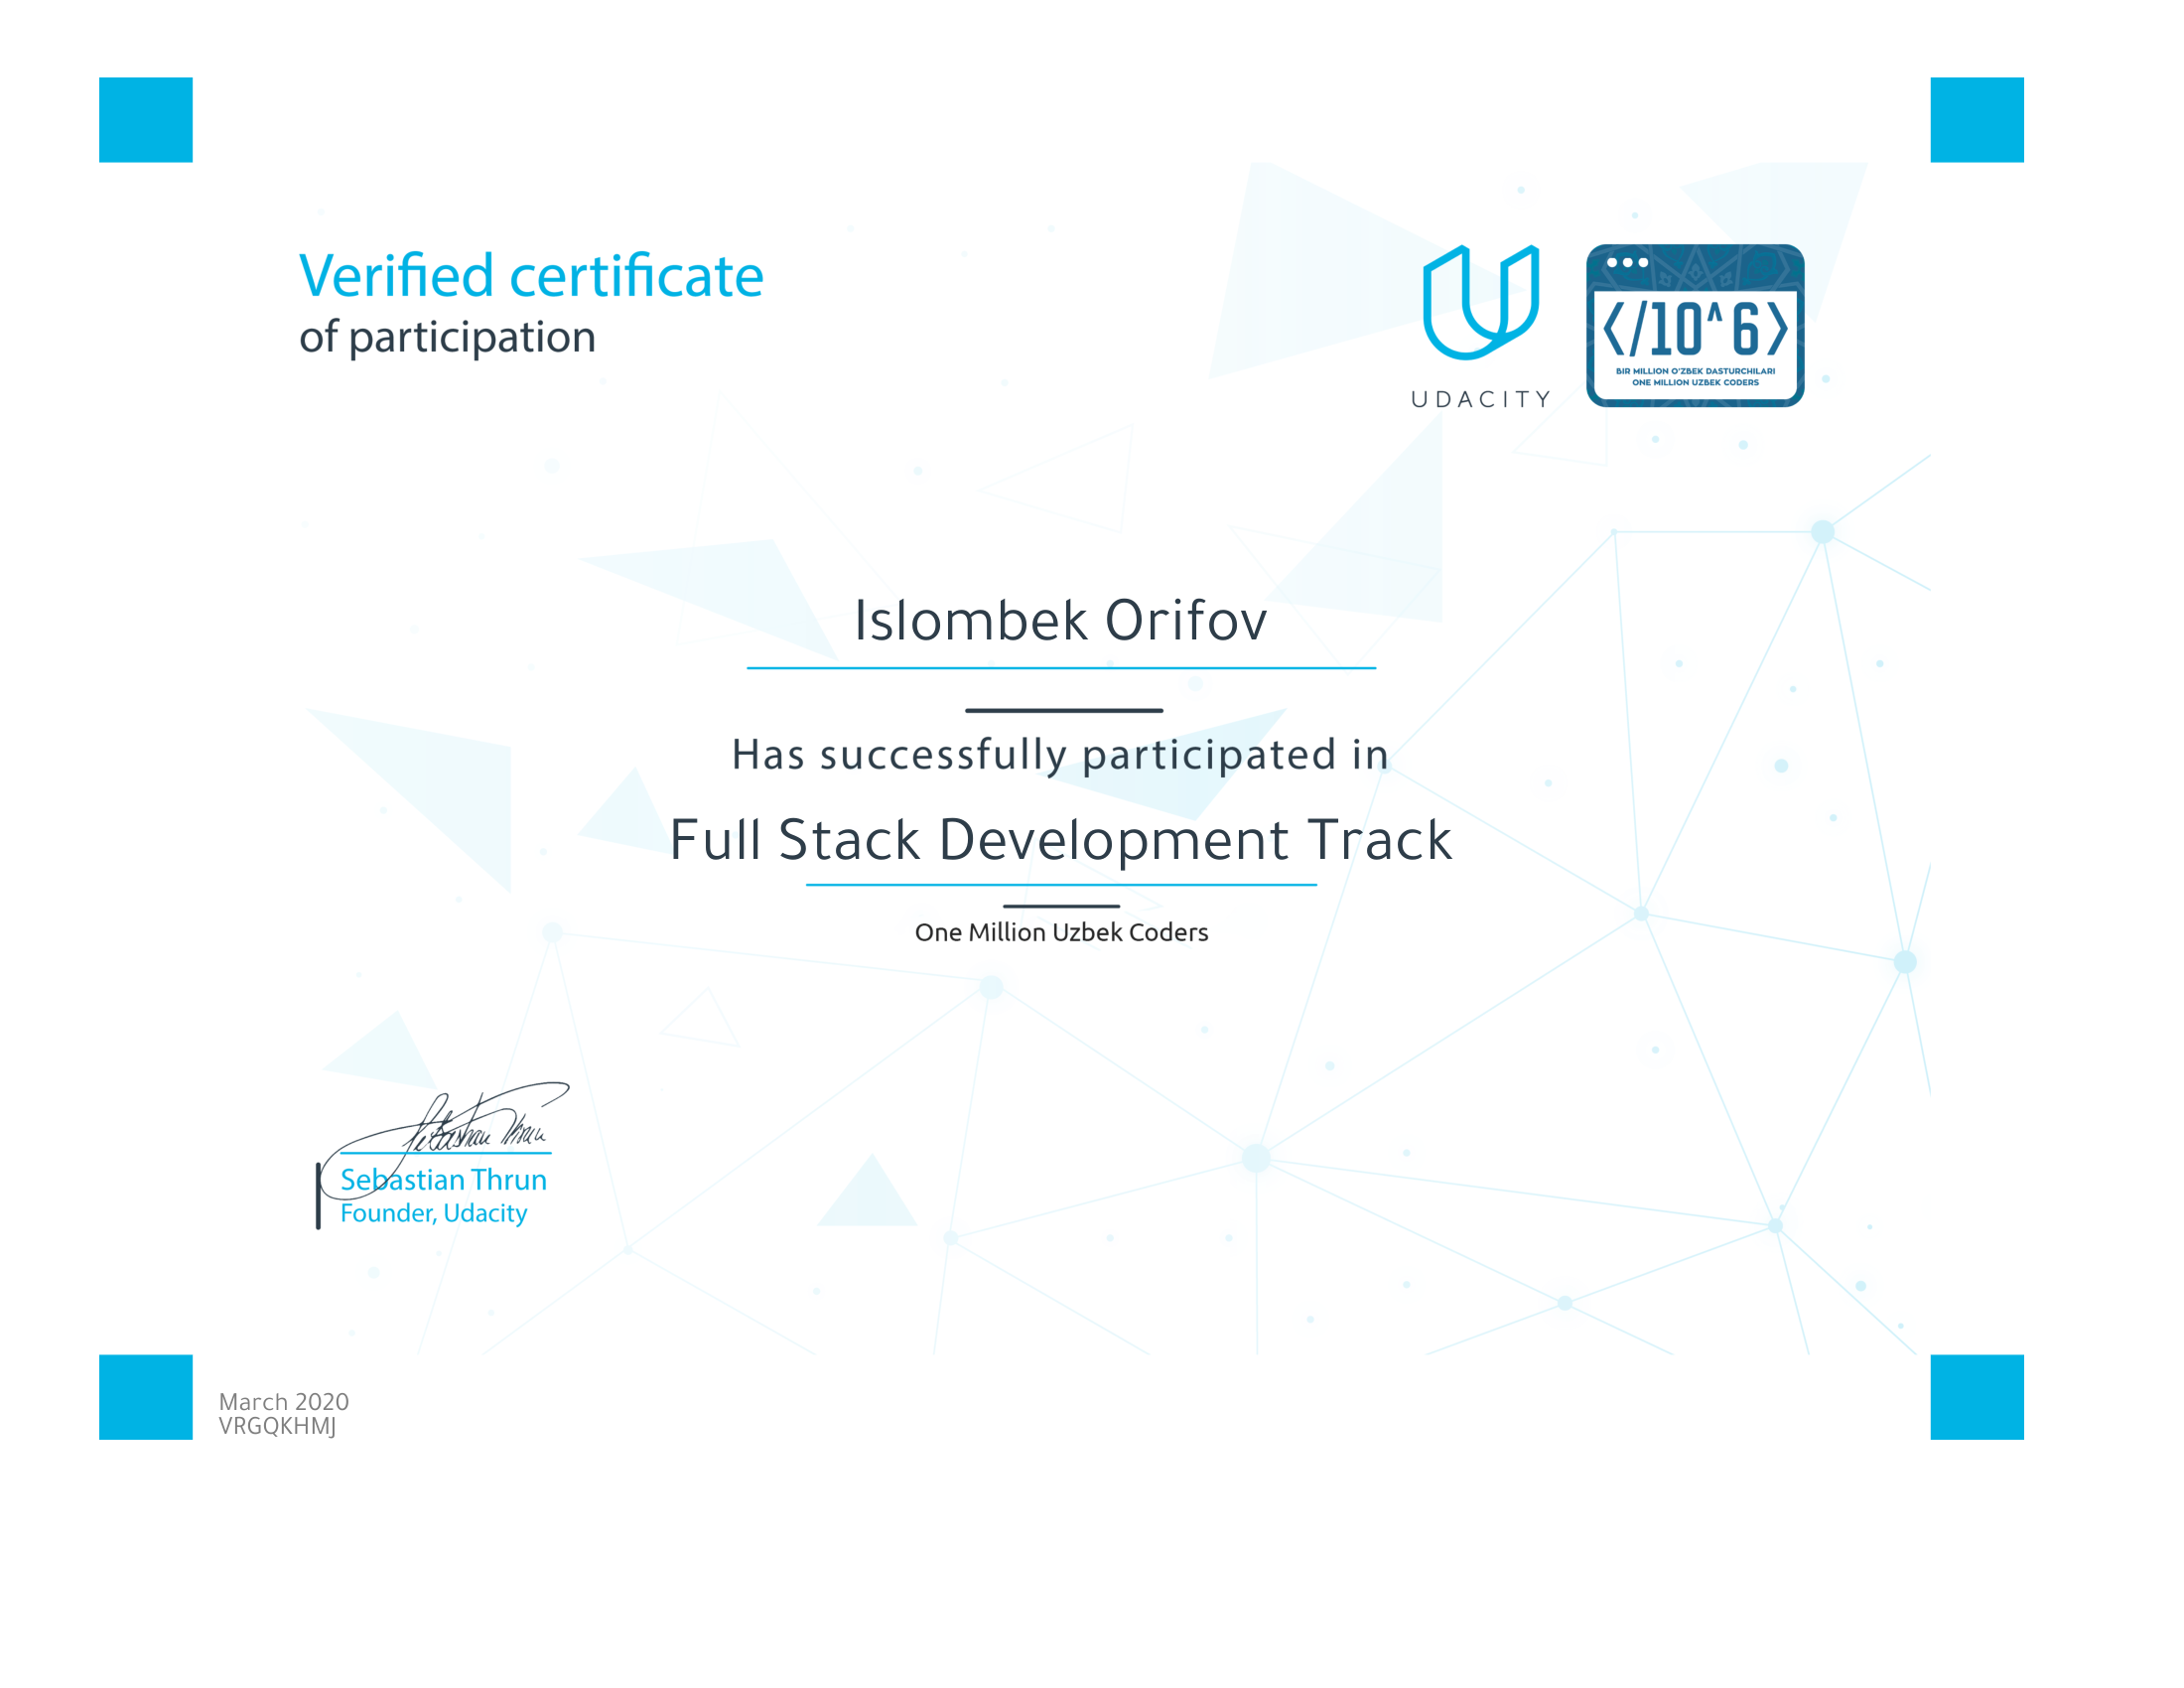 Verified certificate
of participation
UDACITY
</10^6>
BIR MILLION O'ZBEK DASTURCHILARI
ONE MILLION UZBEK CODERS
Islombek Orifov
Has successfully participated in
Full Stack Development Track
One Million Uzbek Coders
Sebastian Thrun
Sebastian Thrun
Founder, Udacity
March 2020
VRGQKHMJ